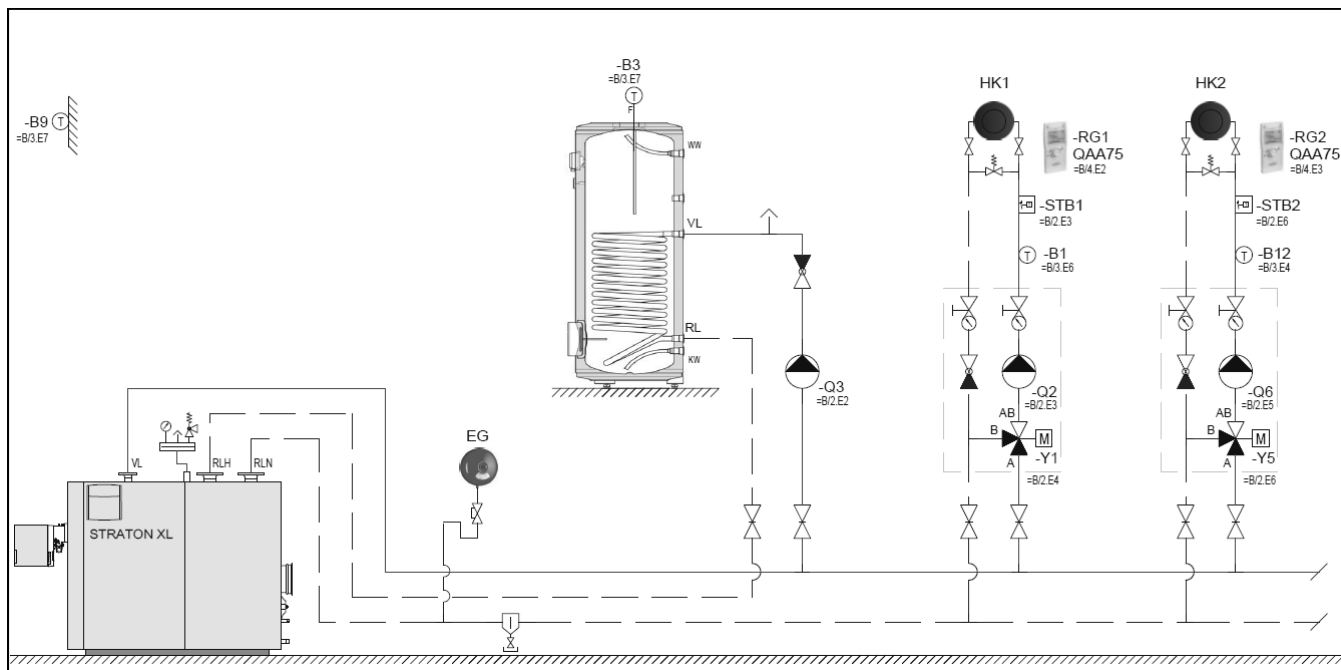 -B3
=B/3.E7
T
F
-B9
T
=B/3.E7
WW
VL
RL
KW
-Q3
=B/2.E2
HK1
-RG1
QAA75
=B/4.E2
-STB1
=B/2.E3
T
-B1
=B/3.E6
-Q2
=B/2.E3
AB
B
M
A
-Y1
=B/2.E4
HK2
-RG2
QAA75
=B/4.E3
-STB2
=B/2.E6
T
-B12
=B/3.E4
-Q6
=B/2.E5
AB
B
M
A
-Y5
=B/2.E6
EG
VL
RLH
RLN
STRATON XL